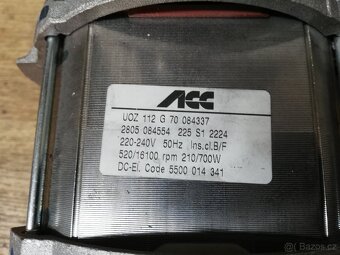 ACC
UOZ 112 G 70 084337
2805 084554 225 S1 2224
220-240V 50Hz Ins.cl.B/F
520/16100 rpm 210/700W
DC-El. Code 5500 014 341
Bazoš.cz